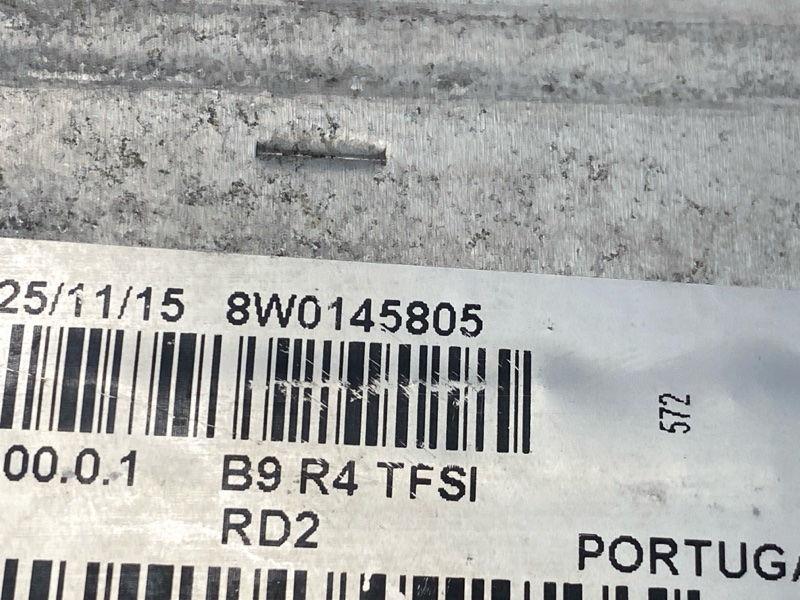 25/11/15 8W0145805
572
00.0.1 B9 R4 TFSI
RD2
PORTUGA